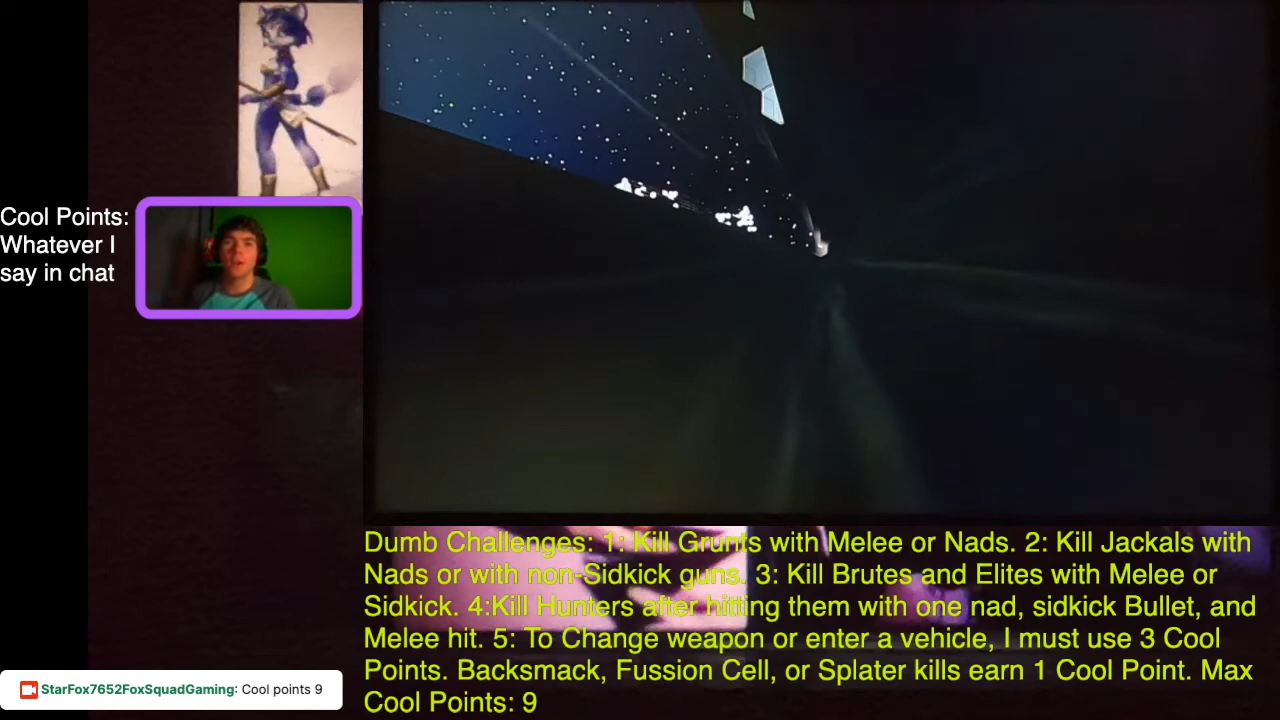 Cool Points:
Whatever I
say in chat
Dumb Challenges: 1: Kill Grunts with Melee or Nads. 2: Kill Jackals with
Nads or with non-Sidkick guns. 3: Kill Brutes and Elites with Melee or
Sidkick. 4:Kill Hunters after hitting them with one nad, sidkick Bullet, and
Melee hit. 5: To Change weapon or enter a vehicle, I must use 3 Cool
Points. Backsmack, Fussion Cell, or Splater kills earn 1 Cool Point. Max
Cool Points: 9
StarFox7652FoxSquadGaming: Cool points 9